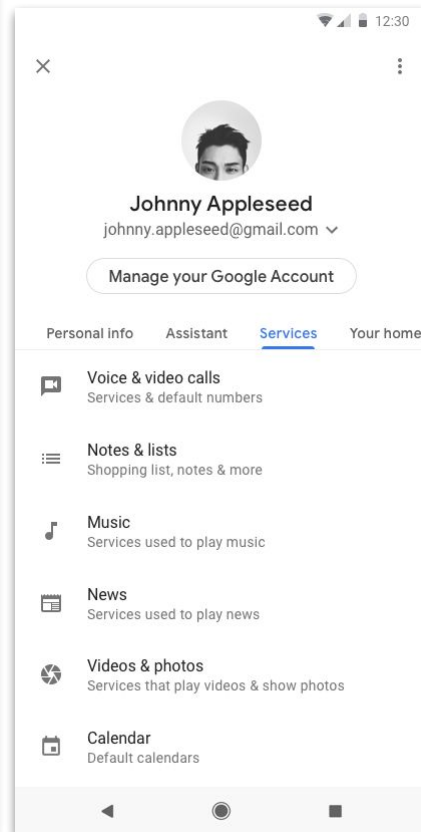 12:30
Johnny Appleseed
johnny.appleseed@gmail.com
Manage your Google Account
Personal info Assistant Services Your home
Voice & video calls
Services & default numbers
Notes & lists
Shopping list, notes & more
Music
Services used to play music
News
Services used to play news
Videos & photos
Services that play videos & show photos
Calendar
Default calendars